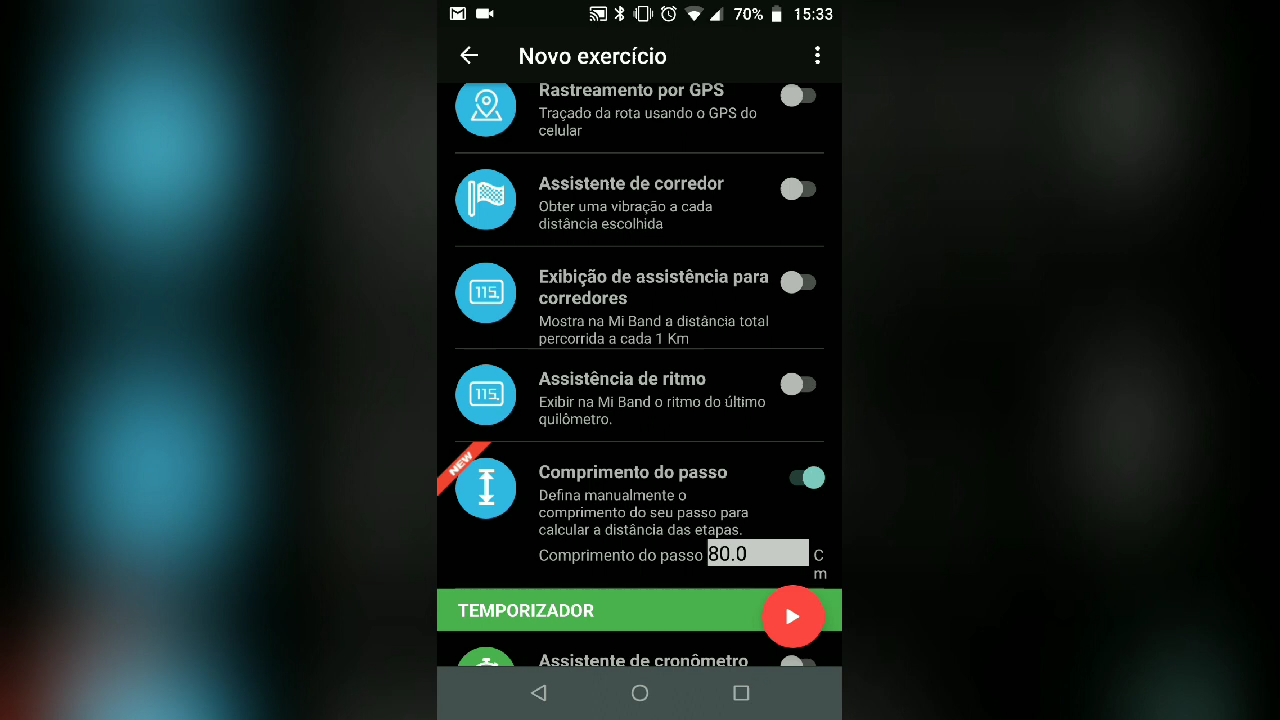 70% 15:33
Novo exercício
Rastreamento por GPS
Traçado da rota usando o GPS do
celular
Assistente de corredor
Obter uma vibração a cada
distância escolhida
115.
Exibição de assistência para
corredores
Mostra na Mi Band a distância total
percorrida a cada 1 Km
115.
Assistência de ritmo
Exibir na Mi Band o ritmo do último
quilômetro.
NEW
Comprimento do passo
Defina manualmente o
comprimento do seu passo para
calcular a distância das etapas.
Comprimento do passo 80.0 C
m
TEMPORIZADOR
Assistente de cronômetro